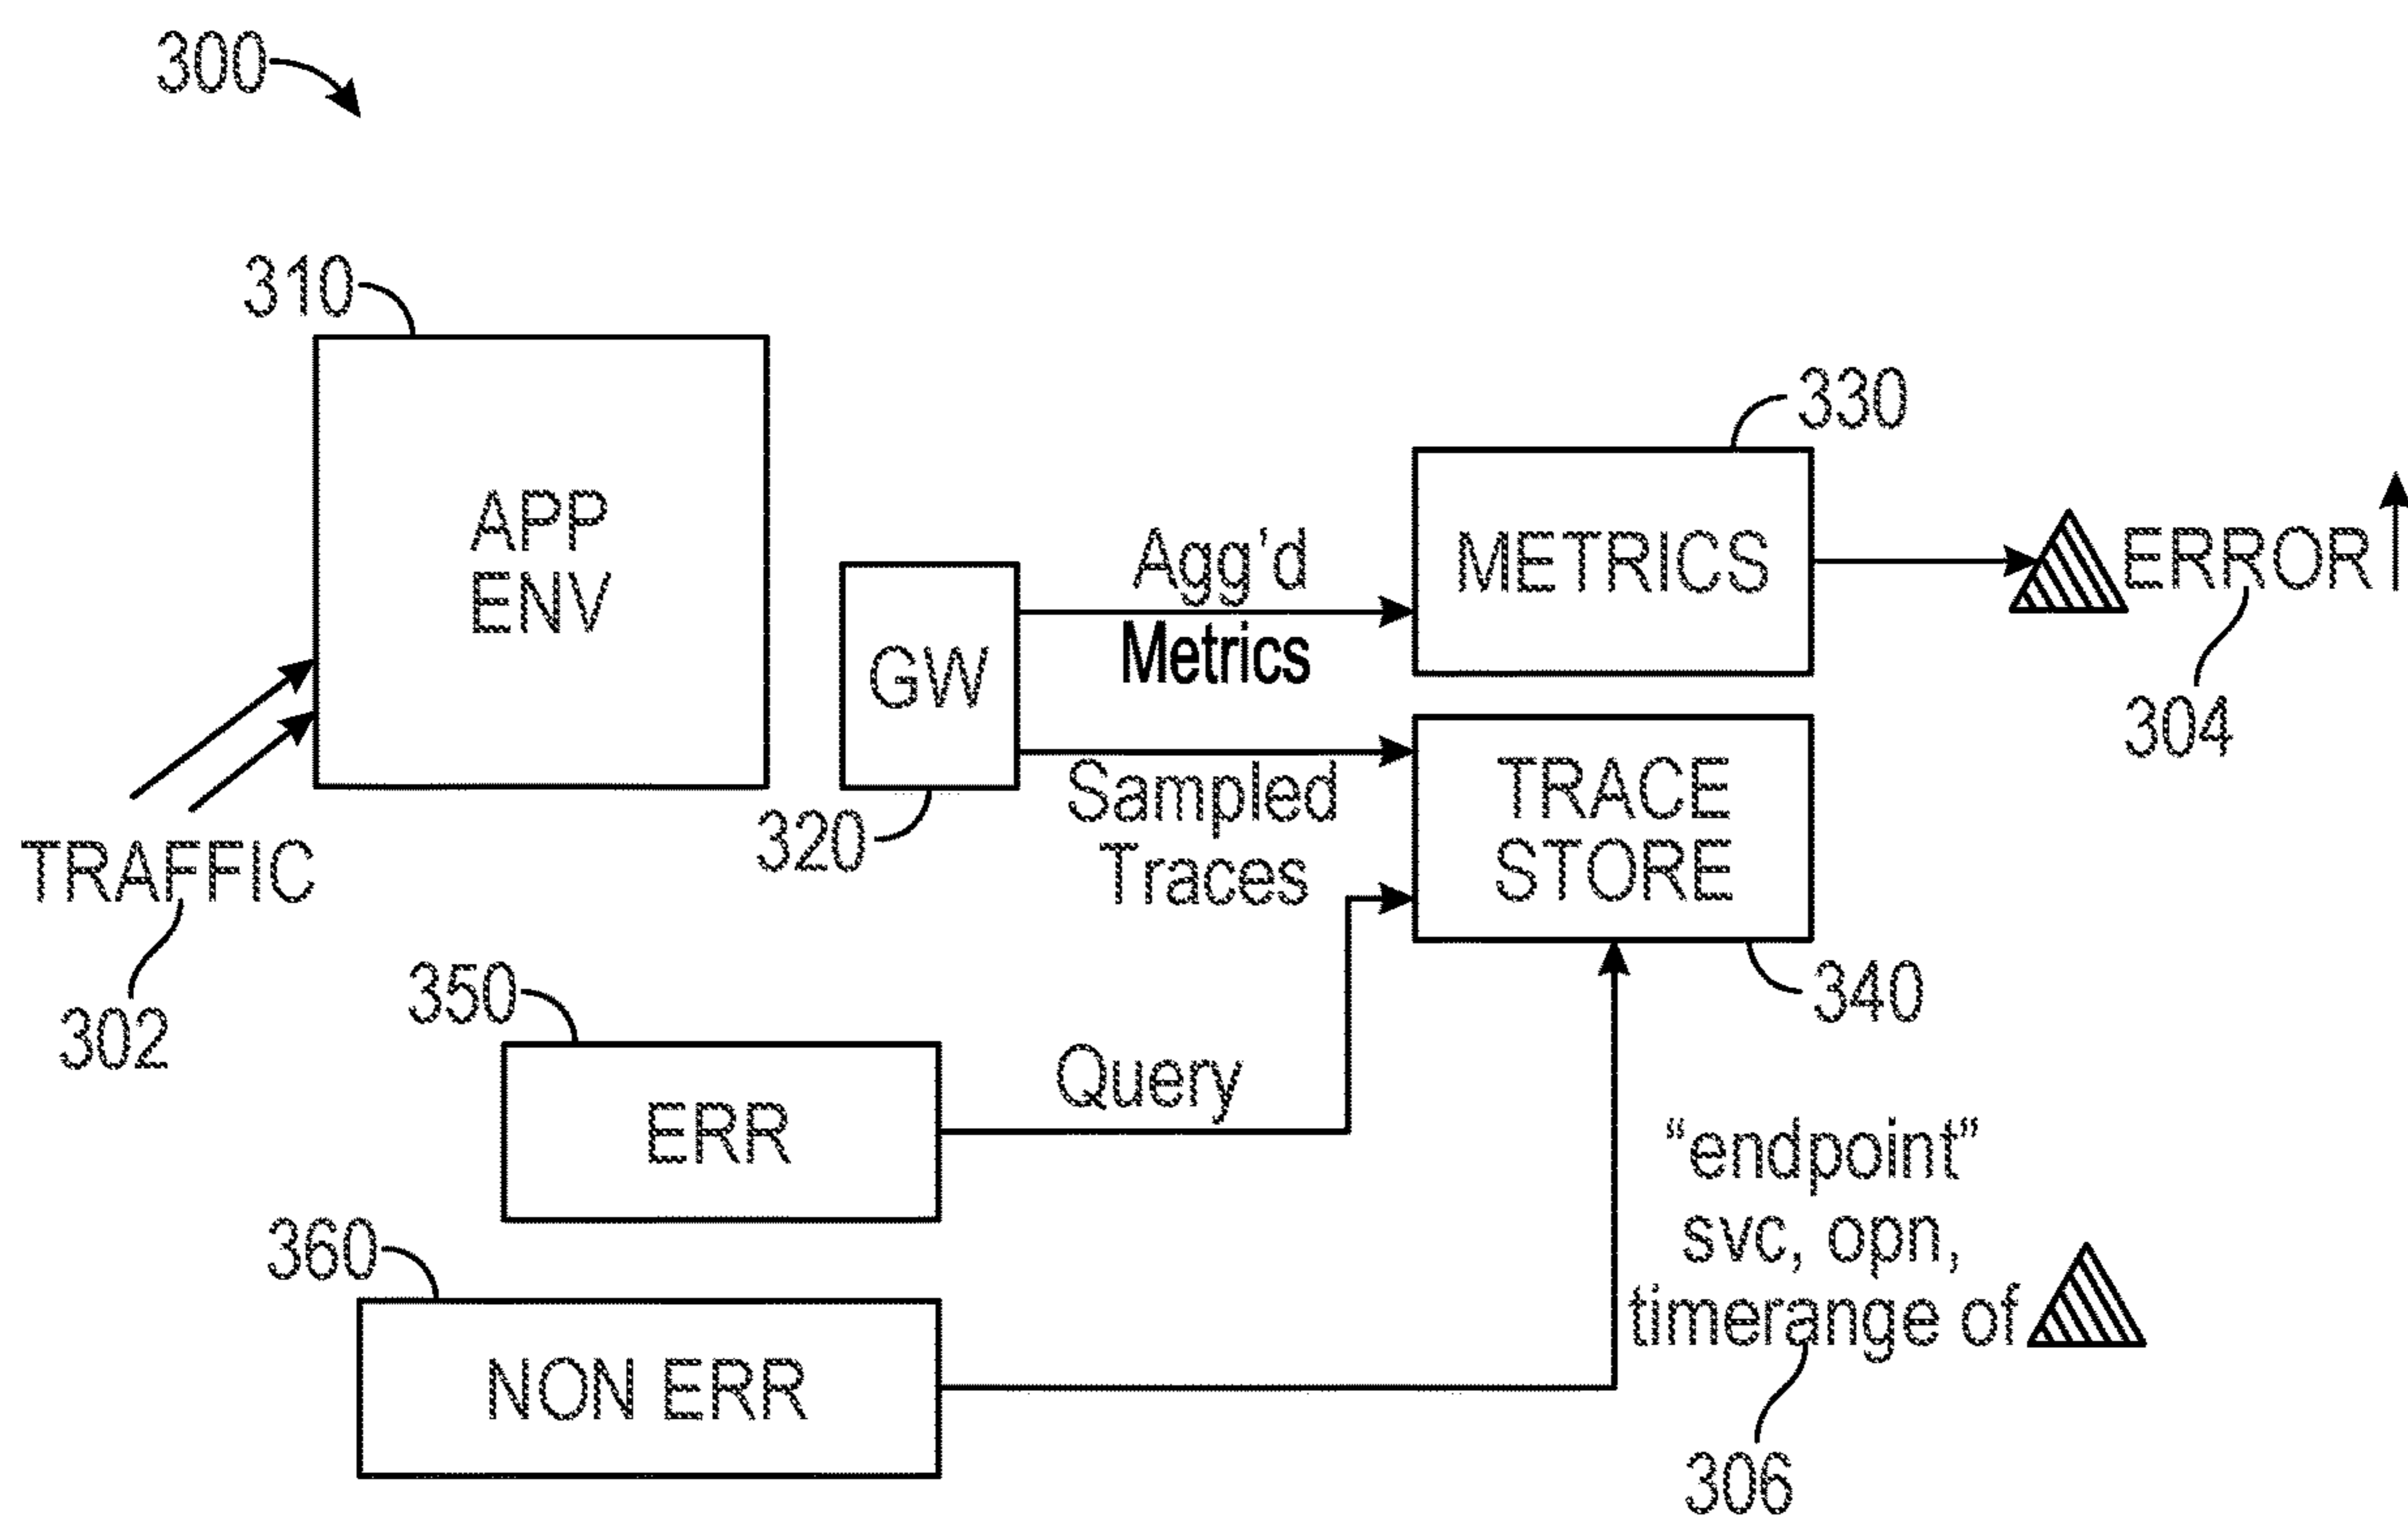 300
310
APP
ENV
TRAFFIC
302
GW
320
Agg'd
Metrics
Sampled
Traces
330
METRICS
ERROR
304
TRACE
STORE
340
350
ERR
Query
360
NON ERR
“endpoint”
svc, opn,
timerange of
306